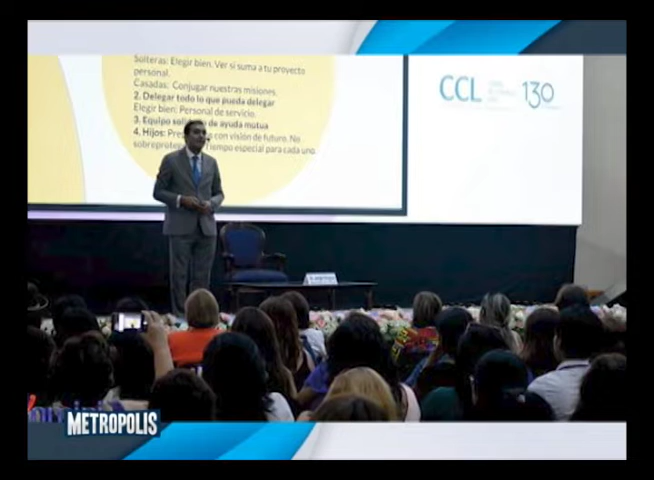 Solteras: Elegir bien. Ver si suma a tu proyecto
personal.
Casadas: Conjugar nuestras misiones.
2. Delegar todo lo que pueda delegar
Elegir bien: Personal de servicio.
3. Equipo de ayuda mutua
4. Hijos: con visión de futuro. No
tiempo especial para cada uno.
CCL
130
METROPOLIS